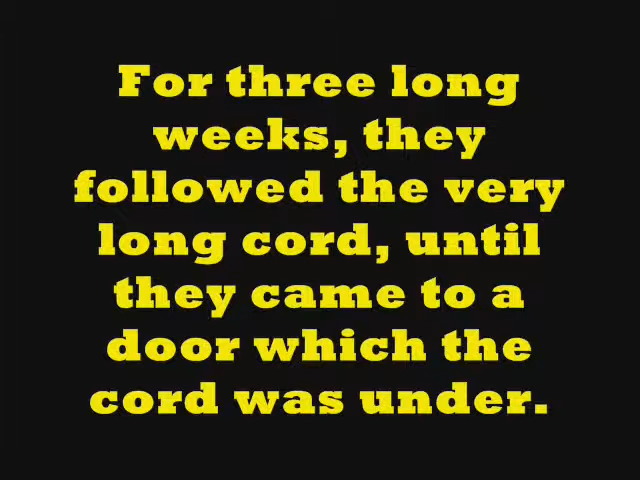 For three long
weeks, they
followed the very
long cord, until
they came to a
door which the
cord was under.